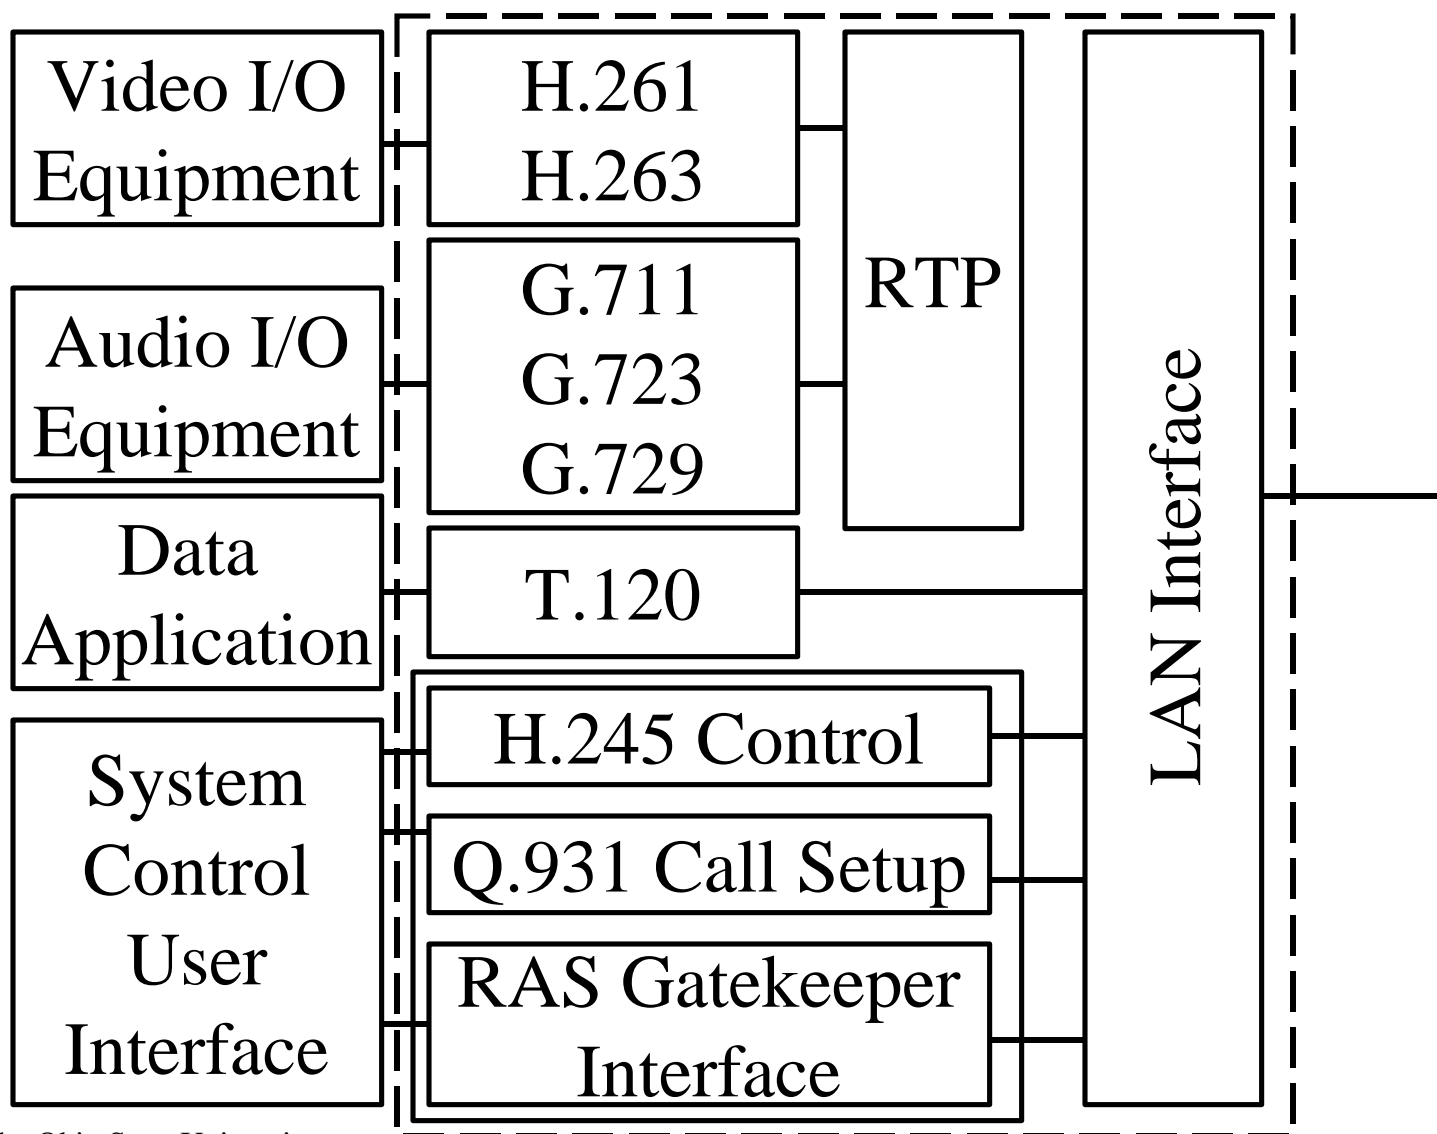 Video I/O
Equipment
H.261
H.263
RTP
Audio I/O
Equipment
G.711
G.723
G.729
Data
Application
T.120
LAN Interface
System
Control
User
Interface
H.245 Control
Q.931 Call Setup
RAS Gatekeeper
Interface